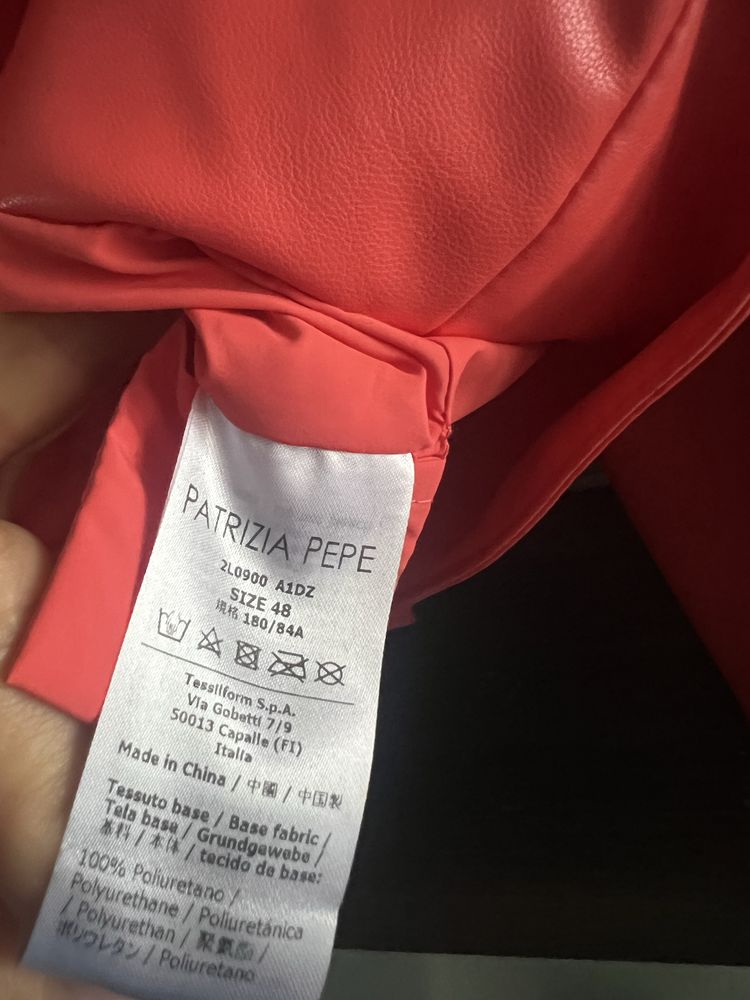 PATRIZIA PEPE
2L0900 A1DZ
SIZE 48
規格 180/84A
Tessilform S.p.A.
Via Gobetti 7/9
50013 Capalle (FI)
Italia
Made in China / 中國 / 中国製
Tessuto base / Base fabric /
Tela base / Grundgewebe /
基料 / 本体 / tecido de base:
100% Poliuretano /
Polyurethane / Poliuretánica
/ Polyurethan / 聚氨酯 /
ポリウレタン / Poliuretano